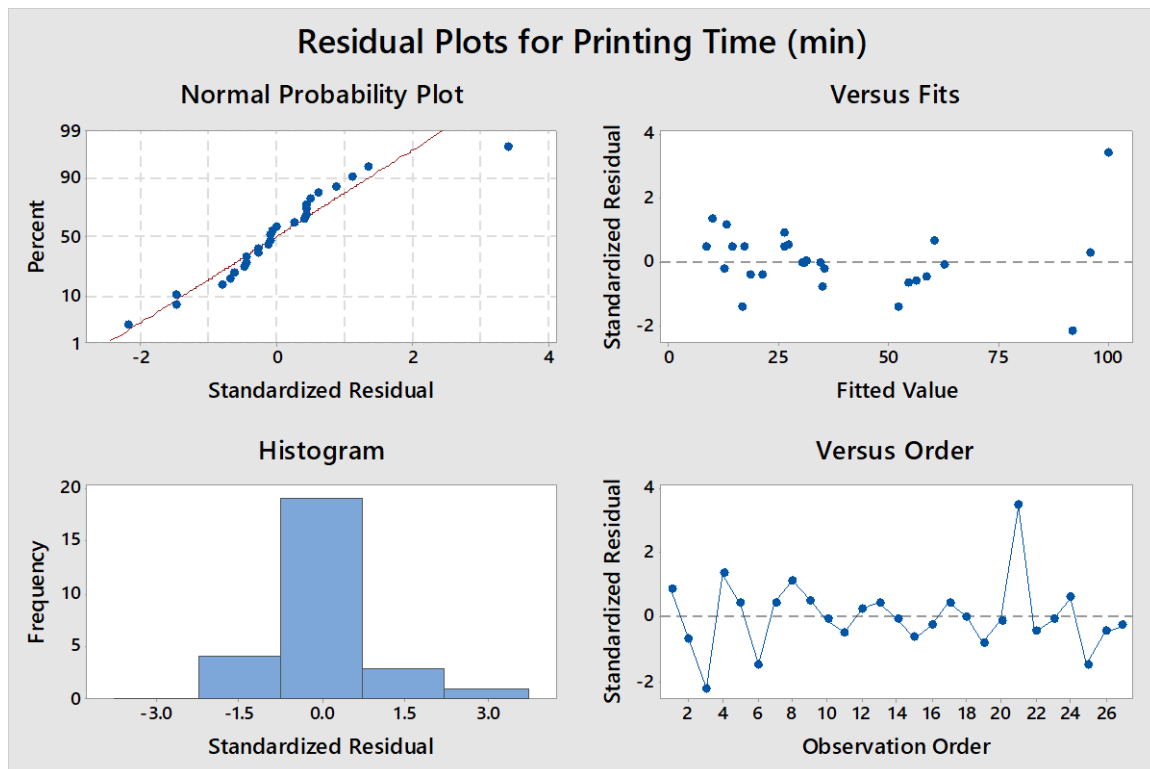 Residual Plots for Printing Time (min)
Normal Probability Plot
Percent
99
90
50
10
1
-2 0 2 4
Standardized Residual
Versus Fits
Standardized Residual
4
2
0
-2
0 25 50 75 100
Fitted Value
Histogram
Frequency
20
15
10
5
0
-3.0 -1.5 0.0 1.5 3.0
Standardized Residual
Versus Order
Standardized Residual
4
2
0
-2
2 4 6 8 10 12 14 16 18 20 22 24 26
Observation Order